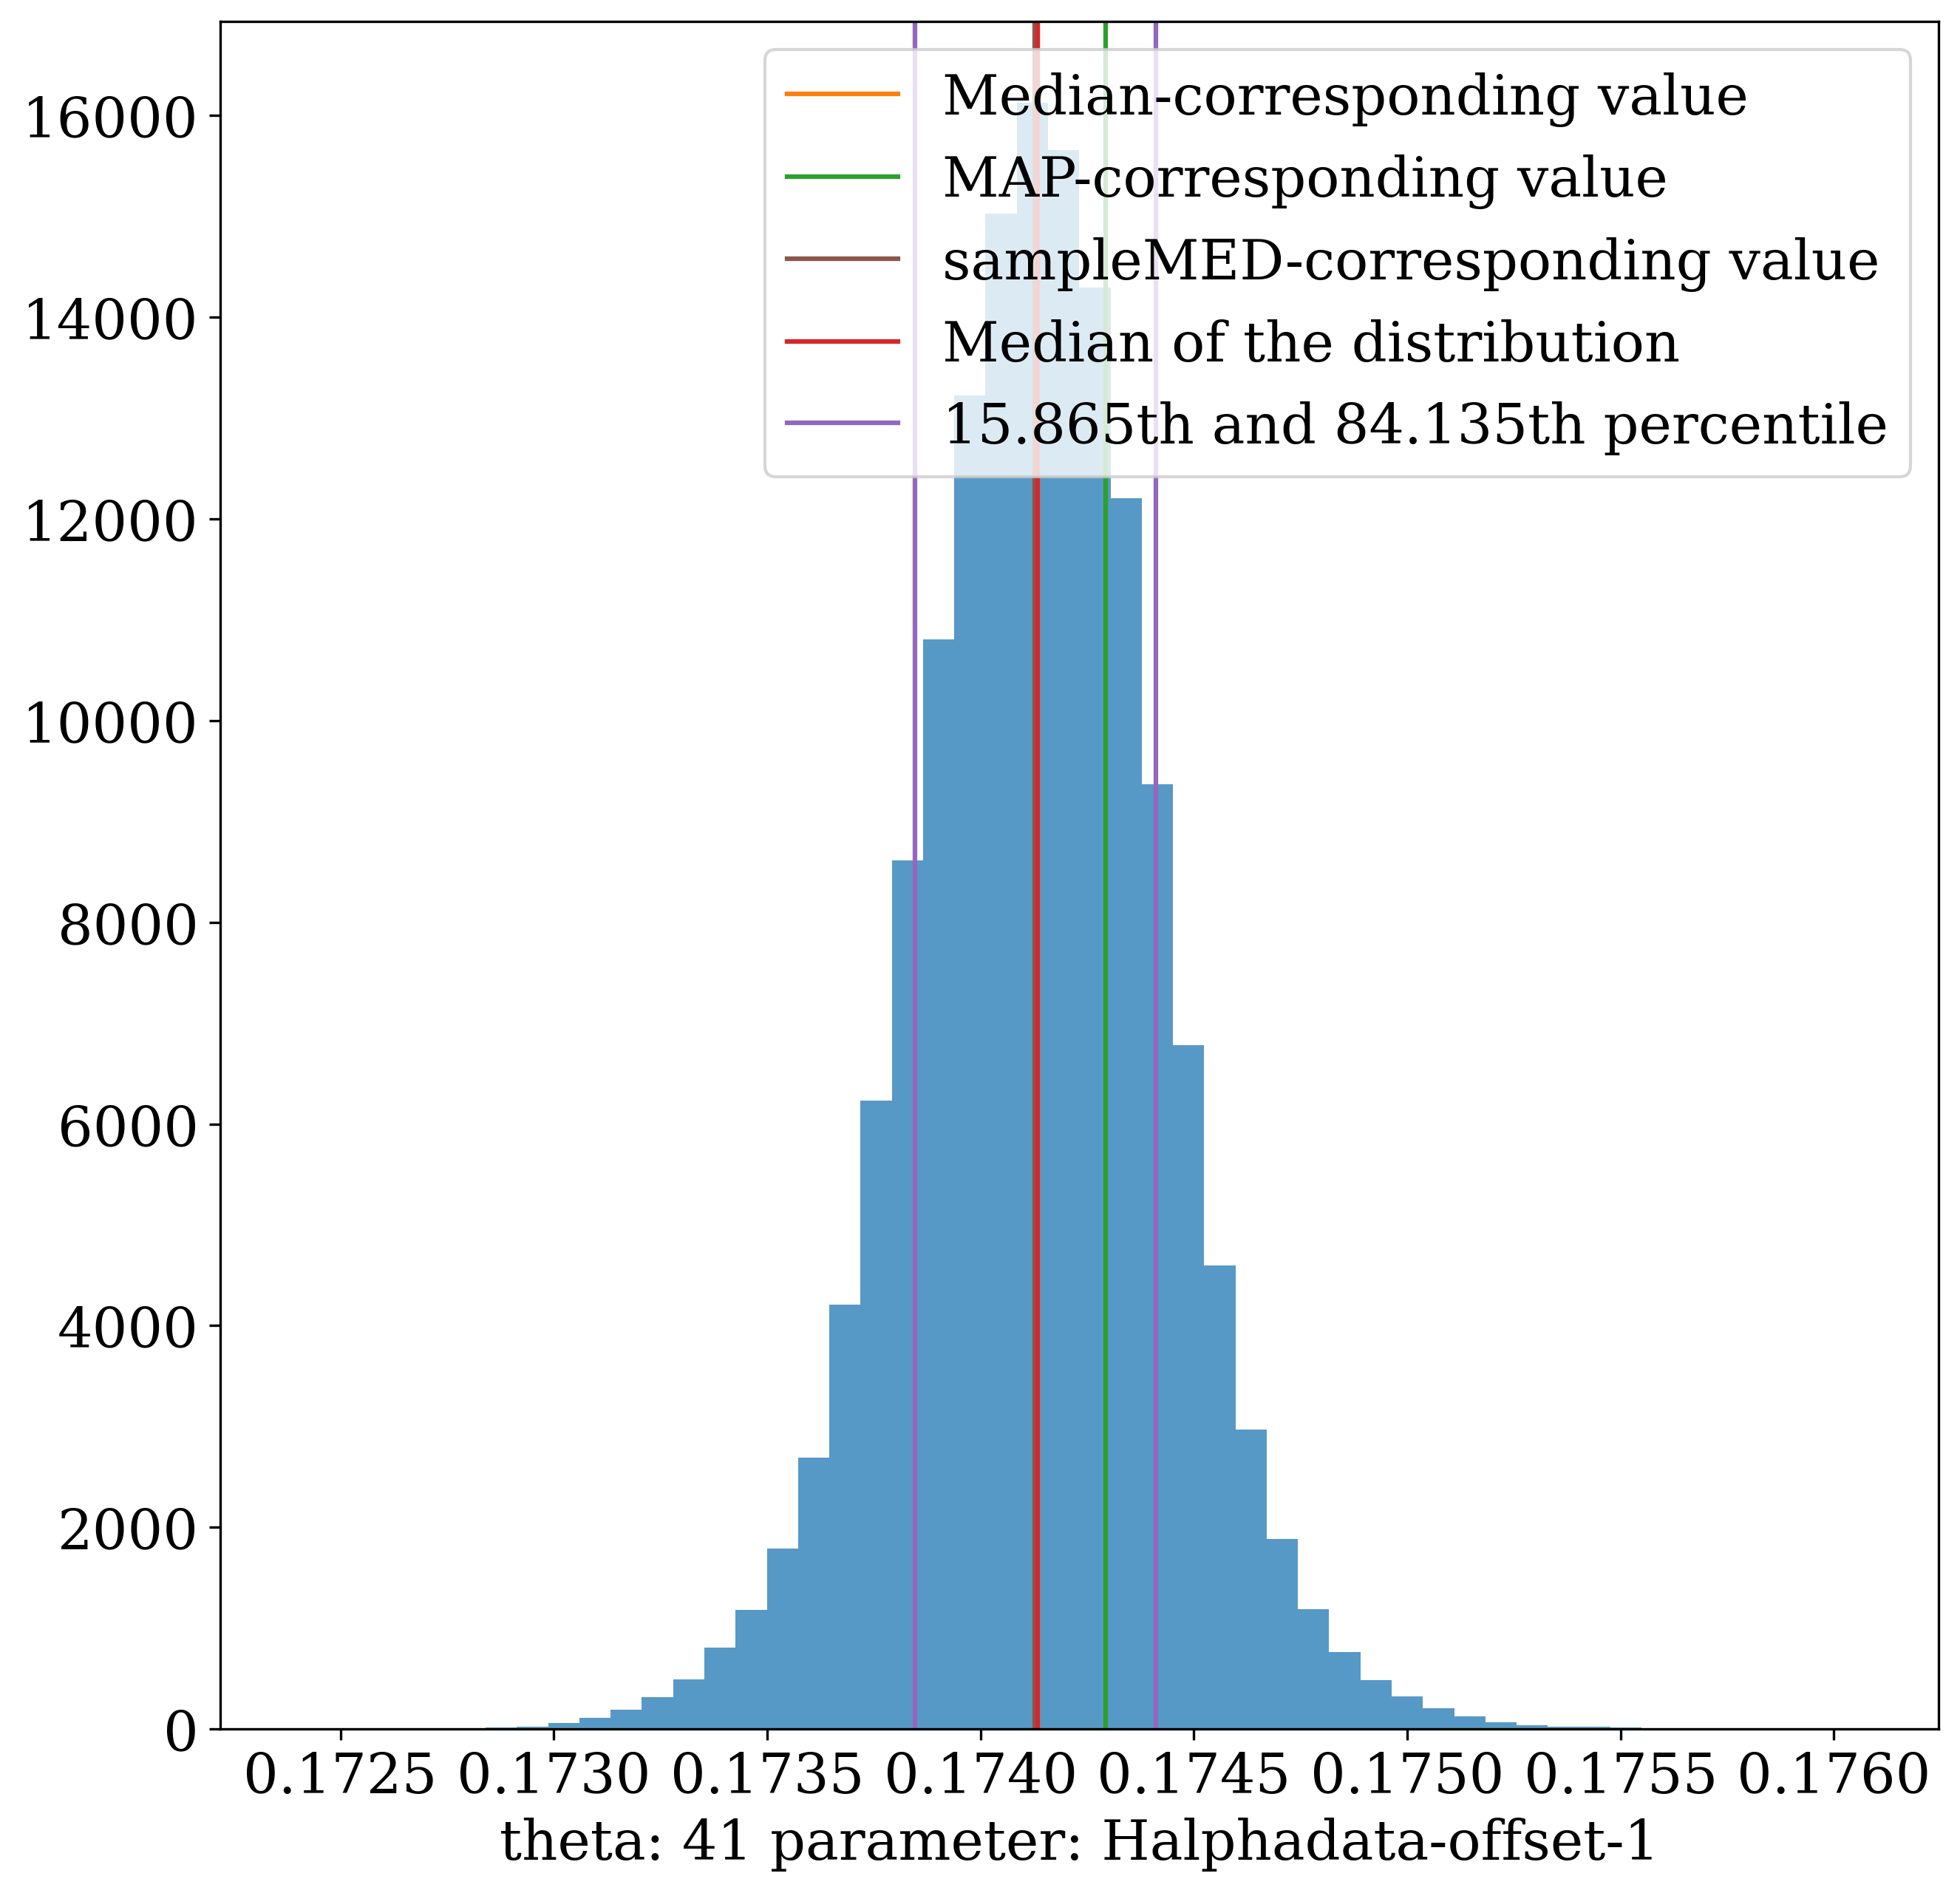 Median-corresponding value
MAP-corresponding value
sampleMED-corresponding value
Median of the distribution
15.865th and 84.135th percentile
16000
14000
12000
10000
8000
6000
4000
2000
0
0.1725 0.1730 0.1735 0.1740 0.1745 0.1750 0.1755 0.1760
theta: 41 parameter: Halphadata-offset-1